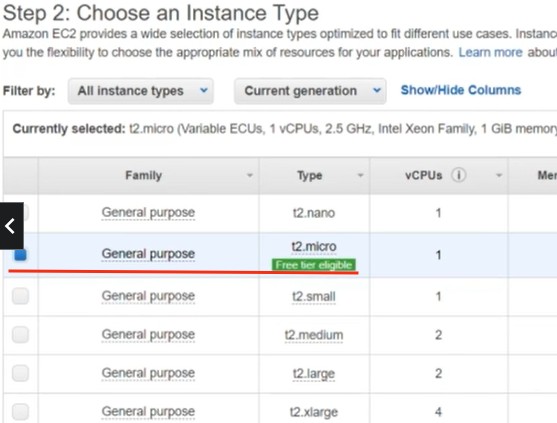 Step 2: Choose an Instance Type
Amazon EC2 provides a wide selection of instance types optimized to fit different use cases. Instanc
you the flexibility to choose the appropriate mix of resources for your applications. Learn more about
Filter by: All instance types Current generation Show/Hide Columns
Currently selected: t2.micro (Variable ECUs, 1 vCPUs, 2.5 GHz, Intel Xeon Family, 1 GiB memory
Family Type vCPUs Mem
General purpose t2.nano 1
General purpose t2.micro 1
Free tier eligible
General purpose t2.small 1
General purpose t2.medium 2
General purpose t2.large 2
General purpose t2.xlarge 4